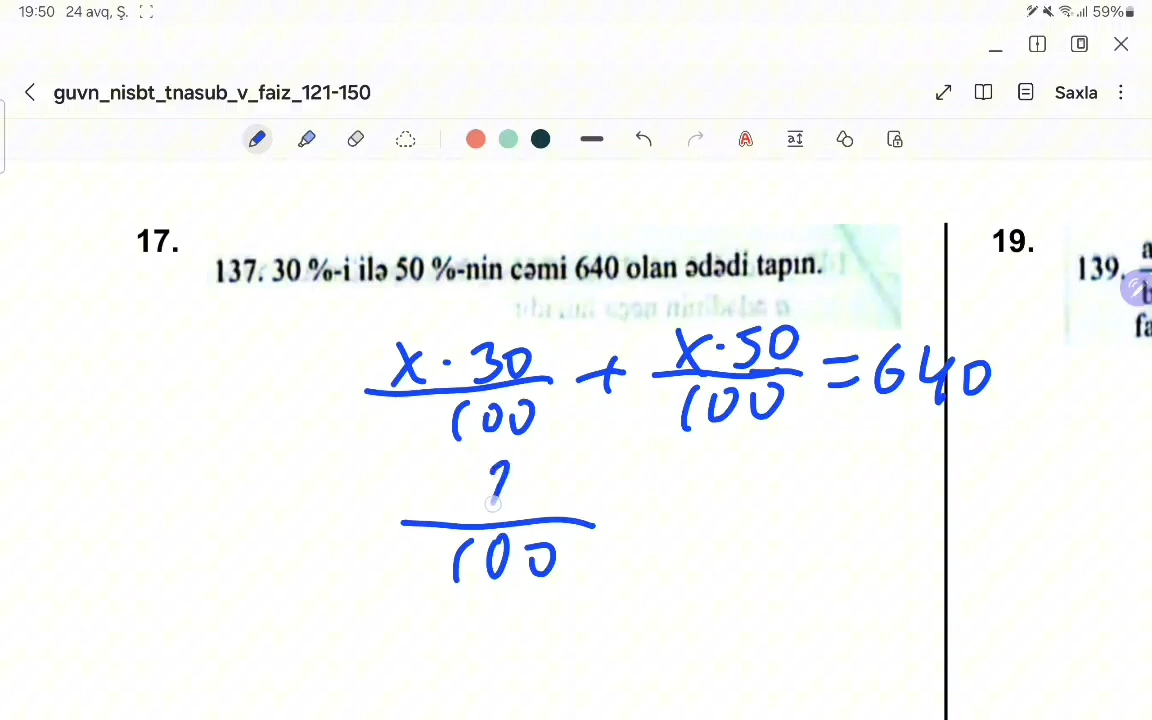 19:50 24 avq, Ş. 59%
guvn_nisbt_tnasub_v_faiz_121-150 Saxla
17.
137. 30 %-i ilə 50 %-nin cəmi 640 olan ədədi tapın.
x · 30 / 100 + x · 50 / 100 = 640
100
19.
139.